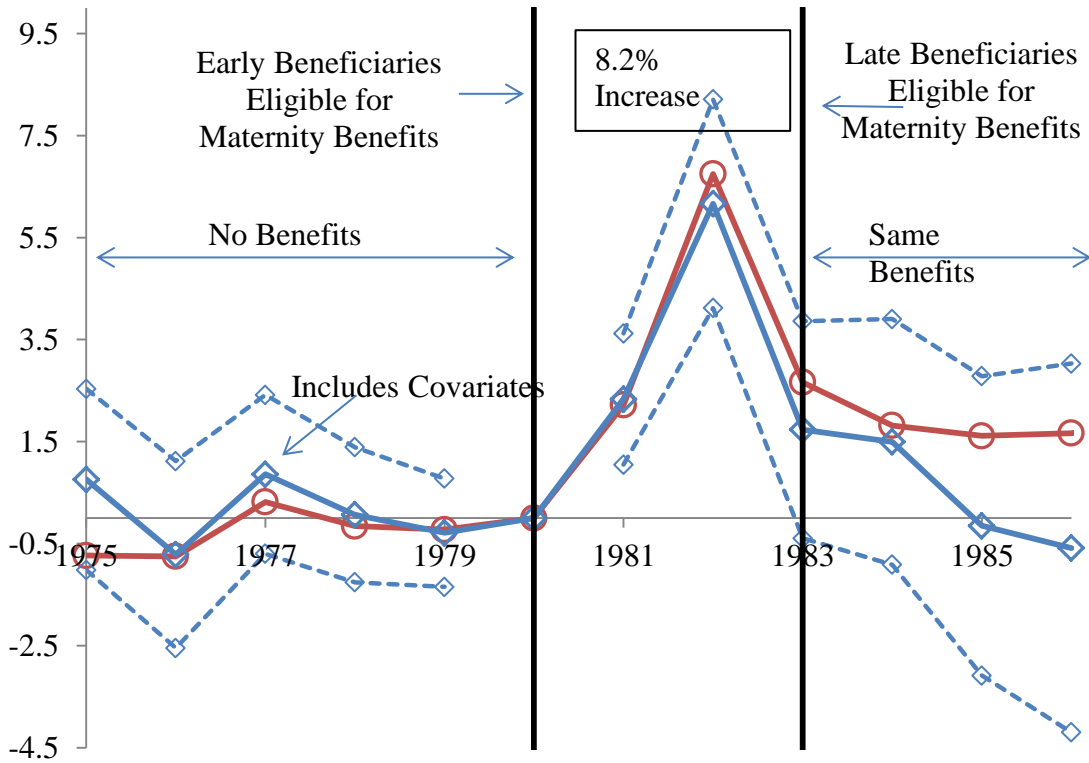 9.5
7.5
5.5
3.5
1.5
-0.5
-2.5
-4.5
Early Beneficiaries
Eligible for
Maternity Benefits
8.2%
Increase
Late Beneficiaries
Eligible for
Maternity Benefits
No Benefits
Same
Benefits
Includes Covariates
1975
1977
1979
1981
1983
1985